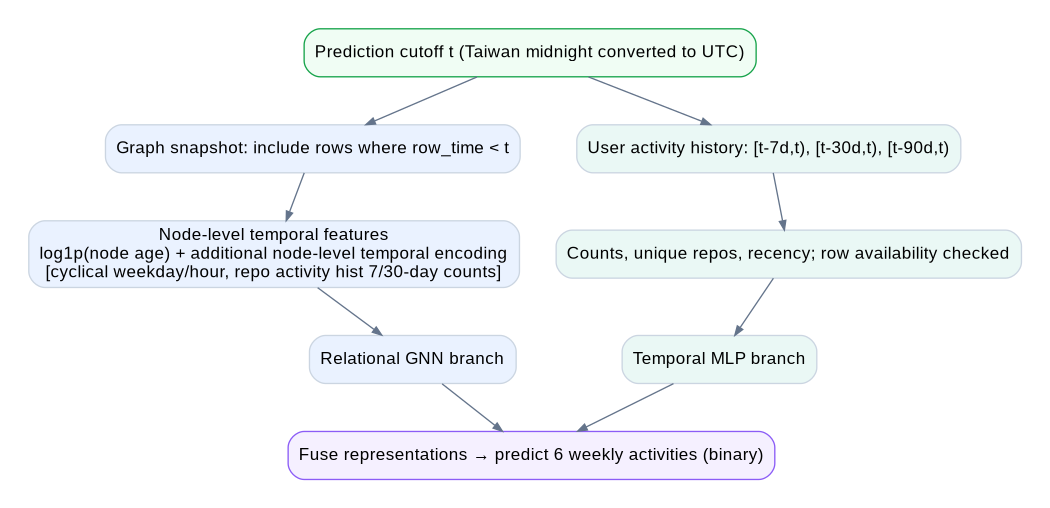 Prediction cutoff t (Taiwan midnight converted to UTC)
Graph snapshot: include rows where row_time < t
User activity history: [t-7d,t), [t-30d,t), [t-90d,t)
Node-level temporal features
log1p(node age) + additional node-level temporal encoding
[cyclical weekday/hour, repo activity hist 7/30-day counts]
Counts, unique repos, recency; row availability checked
Relational GNN branch
Temporal MLP branch
Fuse representations → predict 6 weekly activities (binary)